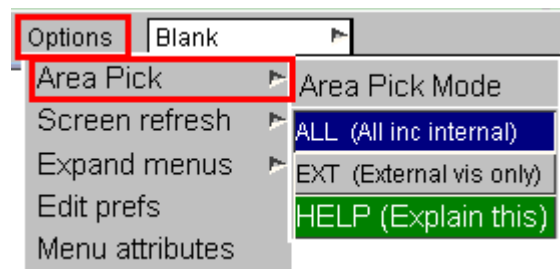 Options Blank
Area Pick
Screen refresh
Expand menus
Edit prefs
Menu attributes
Area Pick Mode
ALL (All inc internal)
EXT (External vis only)
HELP (Explain this)